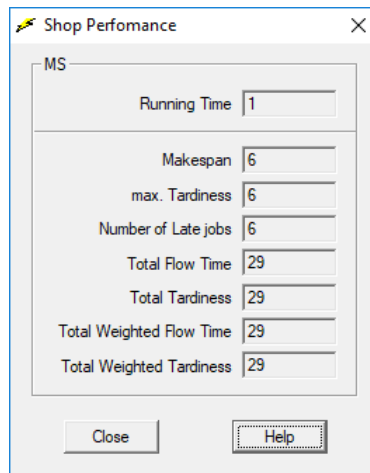 Shop Perfomance
MS
Running Time 1
Makespan 6
max. Tardiness 6
Number of Late jobs 6
Total Flow Time 29
Total Tardiness 29
Total Weighted Flow Time 29
Total Weighted Tardiness 29
Close Help